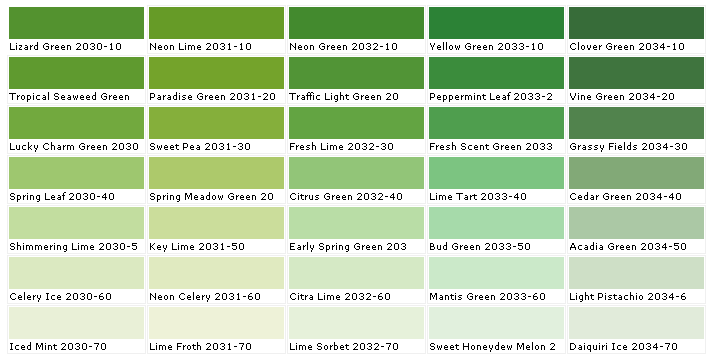 Lizard Green 2030-10
Neon Lime 2031-10
Neon Green 2032-10
Yellow Green 2033-10
Clover Green 2034-10
Tropical Seaweed Green
Paradise Green 2031-20
Traffic Light Green 20
Peppermint Leaf 2033-2
Vine Green 2034-20
Lucky Charm Green 2030
Sweet Pea 2031-30
Fresh Lime 2032-30
Fresh Scent Green 2033
Grassy Fields 2034-30
Spring Leaf 2030-40
Spring Meadow Green 20
Citrus Green 2032-40
Lime Tart 2033-40
Cedar Green 2034-40
Shimmering Lime 2030-5
Key Lime 2031-50
Early Spring Green 203
Bud Green 2033-50
Acadia Green 2034-50
Celery Ice 2030-60
Neon Celery 2031-60
Citra Lime 2032-60
Mantis Green 2033-60
Light Pistachio 2034-6
Iced Mint 2030-70
Lime Froth 2031-70
Lime Sorbet 2032-70
Sweet Honeydew Melon 2
Daiquiri Ice 2034-70